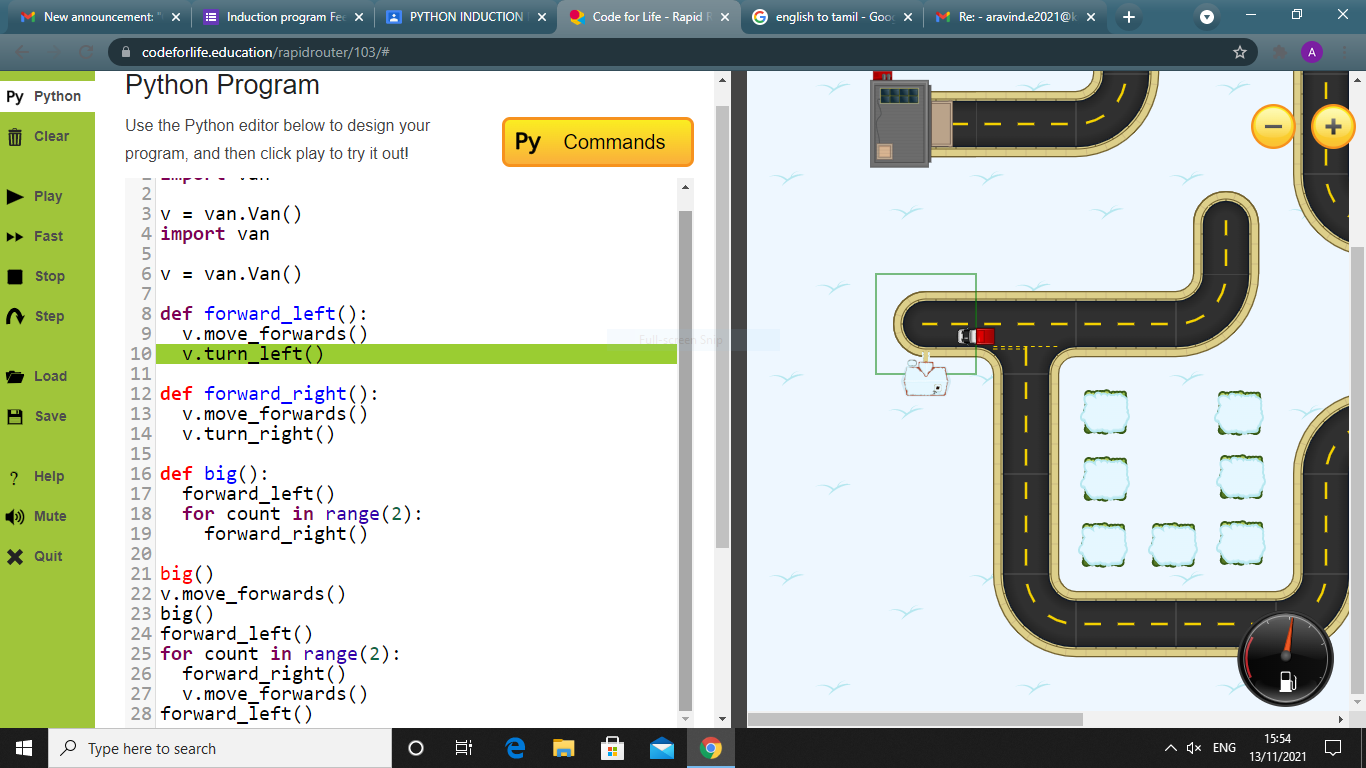 New announcement: "
Induction program Fe
PYTHON INDUCTION
Code for Life - Rapid R
english to tamil - Goo
Re: - aravind.e2021@k
codeforlife.education/rapidrouter/103/#
A
Py Python
Clear
Play
Fast
Stop
Step
Load
Save
? Help
Mute
Quit
Python Program
Use the Python editor below to design your
program, and then click play to try it out!
Py Commands
1 import van
2
3 v = van.Van()
4 import van
5
6 v = van.Van()
7
8 def forward_left():
9 v.move_forwards()
10 v.turn_left()
11
12 def forward_right():
13 v.move_forwards()
14 v.turn_right()
15
16 def big():
17 forward_left()
18 for count in range(2):
19 forward_right()
20
21 big()
22 v.move_forwards()
23 big()
24 forward_left()
25 for count in range(2):
26 forward_right()
27 v.move_forwards()
28 forward_left()
Full-screen Snip
Type here to search
ENG
15:54
13/11/2021